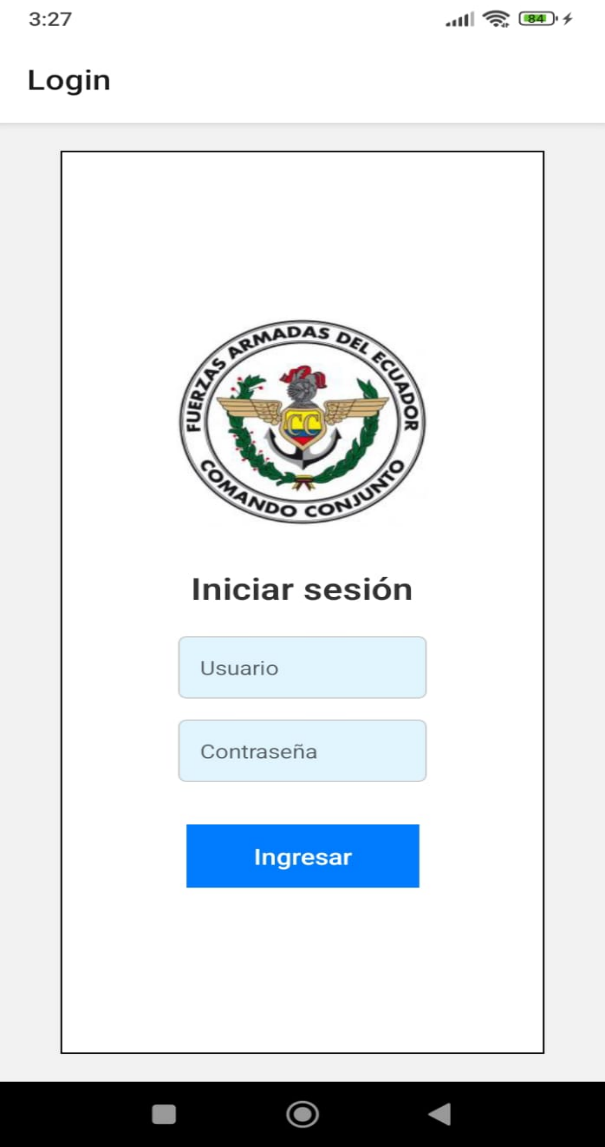 3:27
84
Login
FUERZAS ARMADAS DEL ECUADOR
CC
COMANDO CONJUNTO
Iniciar sesión
Usuario
Contraseña
Ingresar